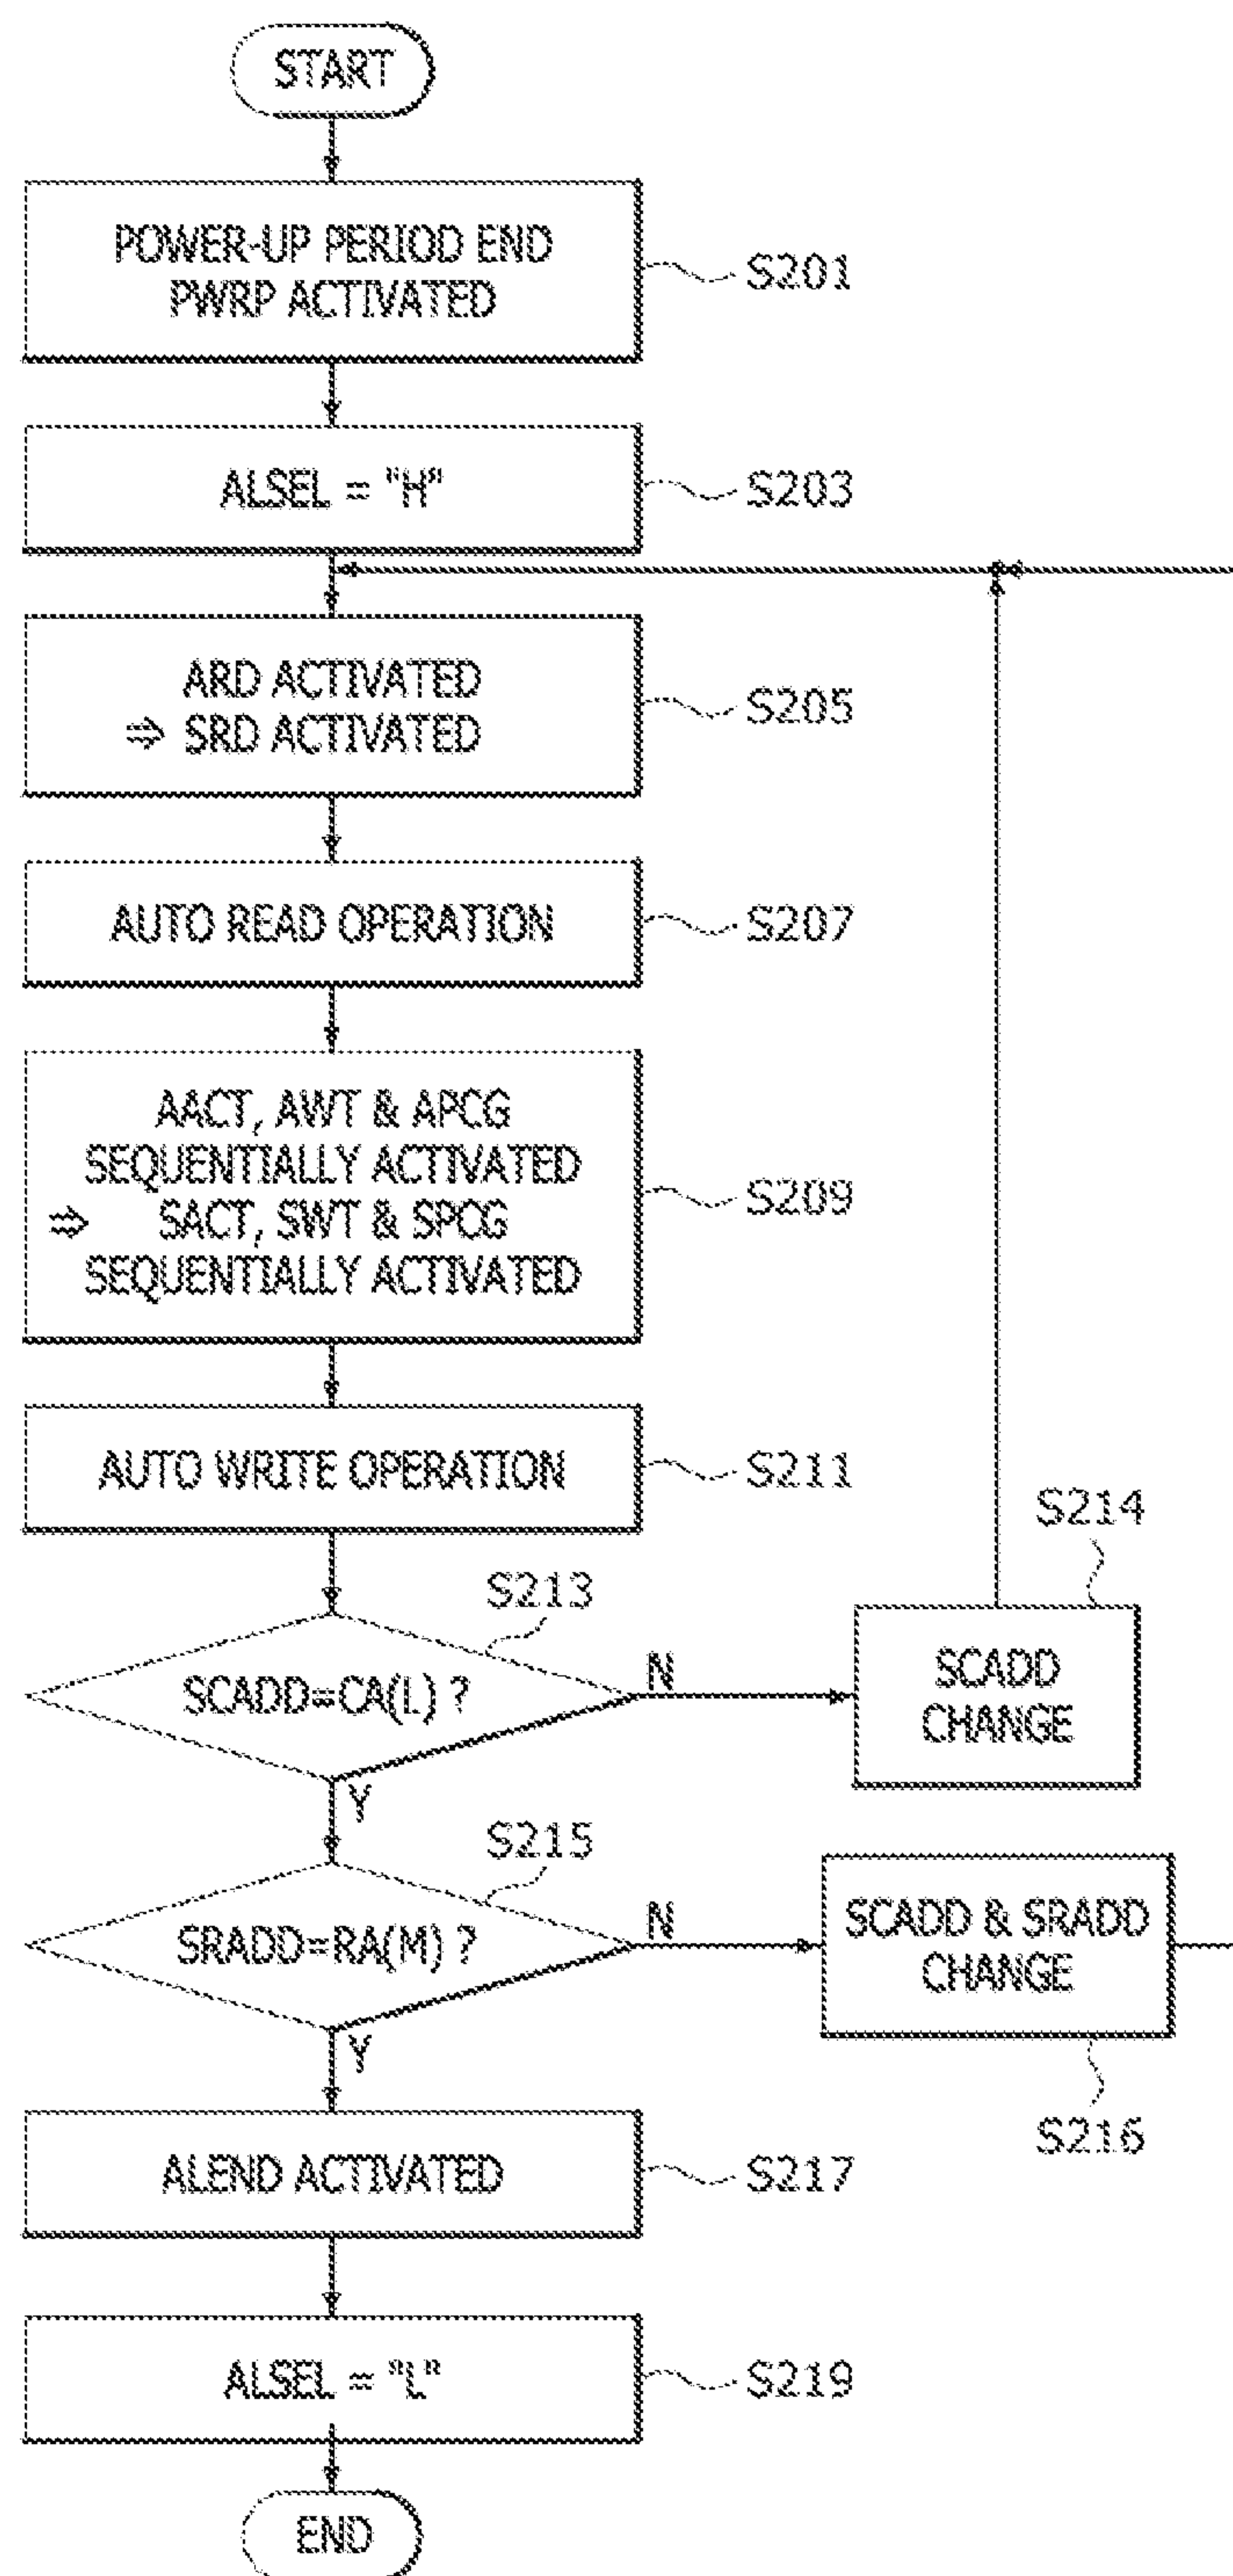 START
POWER-UP PERIOD END
PWRP ACTIVATED
S201
ALSEL = "H"
S203
ARD ACTIVATED
⇒ SRD ACTIVATED
S205
AUTO READ OPERATION
S207
AACT, AWT & APCG
SEQUENTIALLY ACTIVATED
⇒ SACT, SWT & SPCG
SEQUENTIALLY ACTIVATED
S209
AUTO WRITE OPERATION
S211
S213
SCADD=CA(L) ?
N
Y
S214
SCADD
CHANGE
S215
SRADD=RA(M) ?
N
Y
SCADD & SRADD
CHANGE
S216
ALEND ACTIVATED
S217
ALSEL = "L"
S219
END